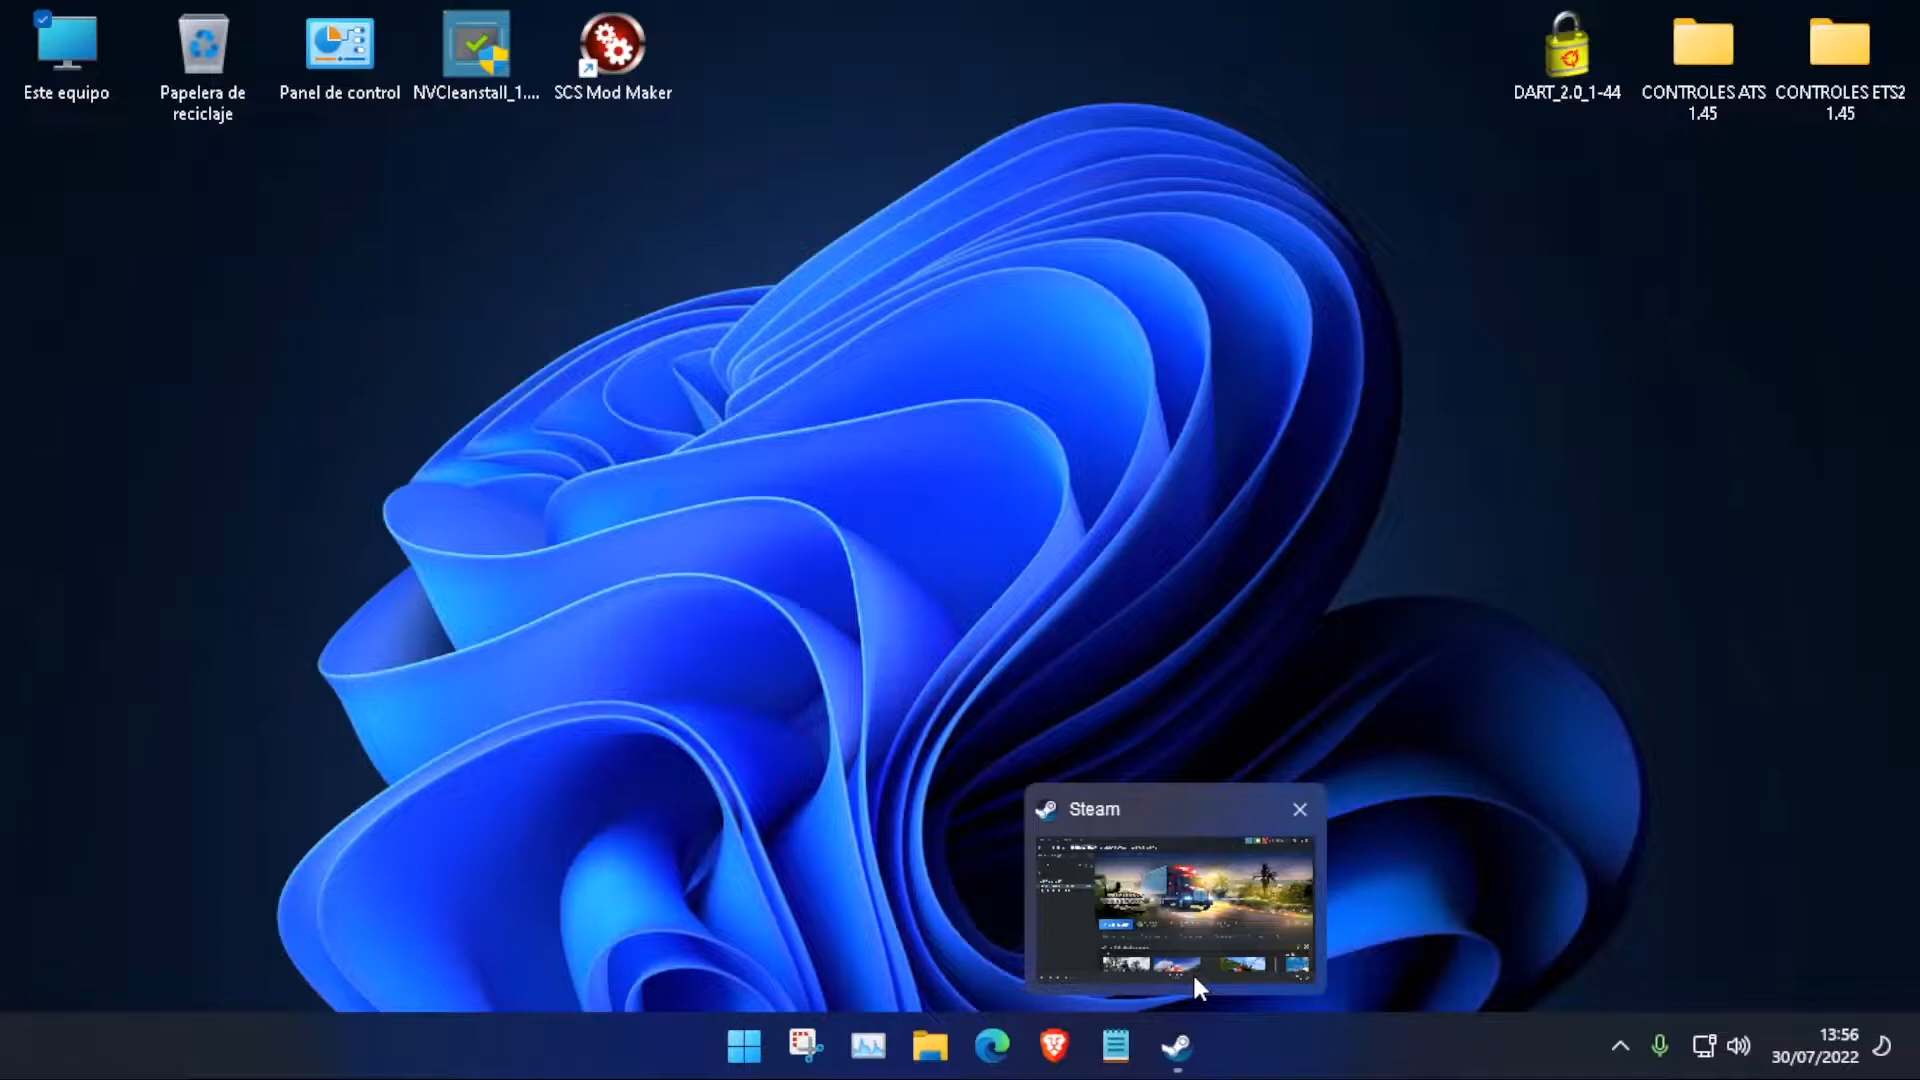 Este equipo
Papelera de
reciclaje
Panel de control
NVCleanstall_1....
SCS Mod Maker
DART_2.0_1-44
CONTROLES ATS
1.45
CONTROLES ETS2
1.45
Steam
13:56
30/07/2022